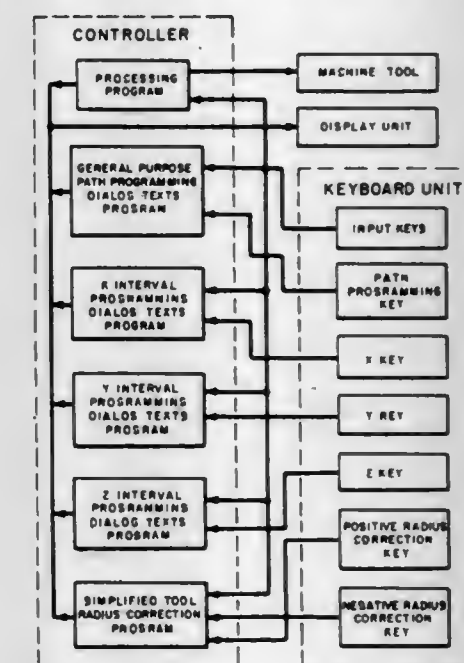 CONTROLLER
PROCESSING
PROGRAM
MACHINE TOOL
DISPLAY UNIT
GENERAL PURPOSE
PATH PROGRAMMING
DIALOG TEXTS
PROGRAM
KEYBOARD UNIT
INPUT KEYS
PATH
PROGRAMMING
KEY
X INTERVAL
PROGRAMMING
DIALOG TEXTS
PROGRAM
X KEY
Y INTERVAL
PROGRAMMING
DIALOG TEXTS
PROGRAM
Y KEY
Z INTERVAL
PROGRAMMING
DIALOG TEXTS
PROGRAM
Z KEY
POSITIVE RADIUS
CORRECTION
KEY
SIMPLIFIED TOOL
RADIUS CORRECTION
PROGRAM
NEGATIVE RADIUS
CORRECTION
KEY